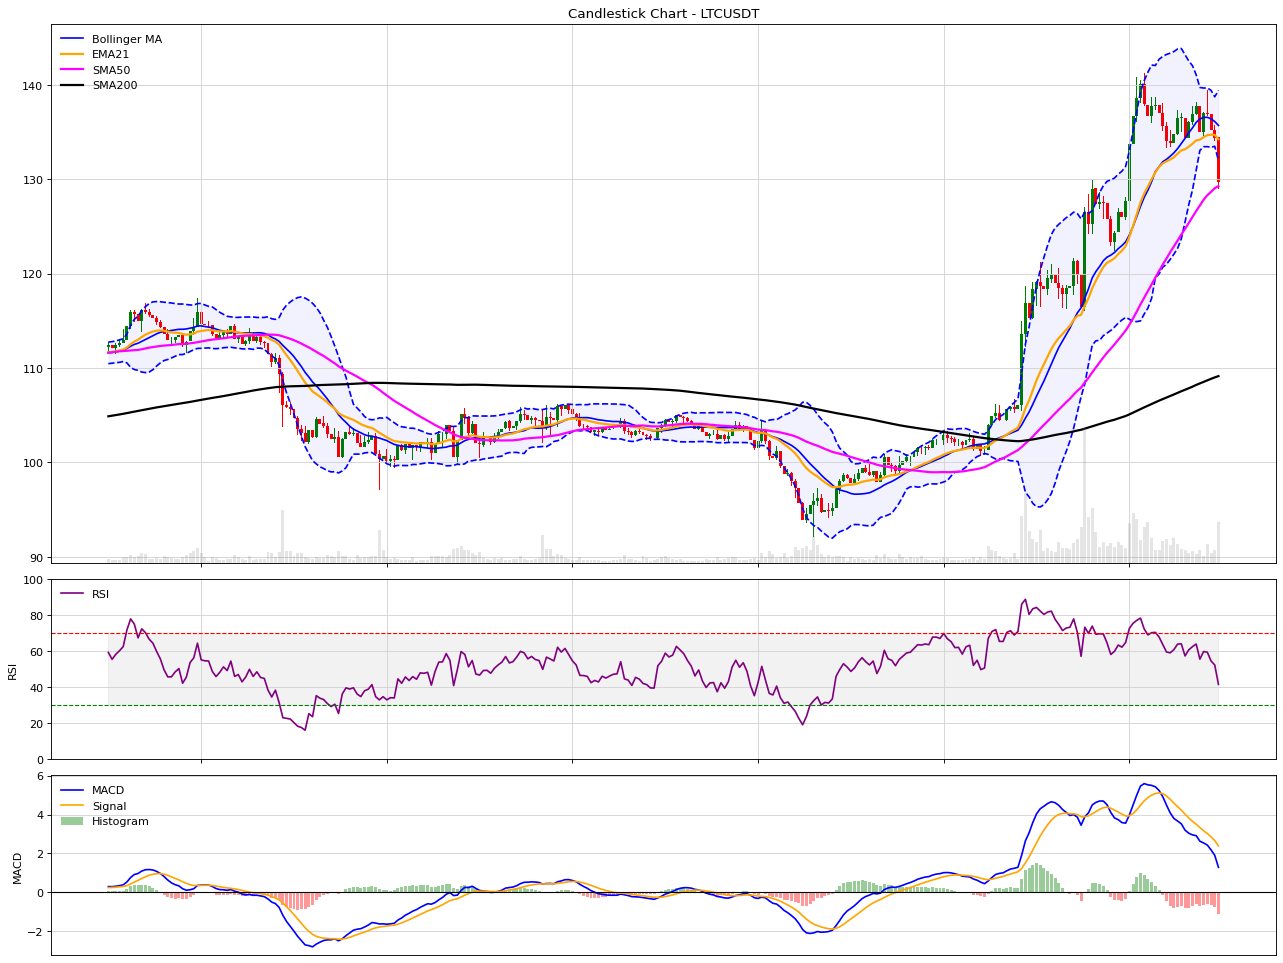 Candlestick Chart - LTCUSDT
Bollinger MA
EMA21
SMA50
SMA200
140
130
120
110
100
90
100
80
60
40
20
0
RSI
RSI
6
4
2
0
−2
MACD
MACD
Signal
Histogram